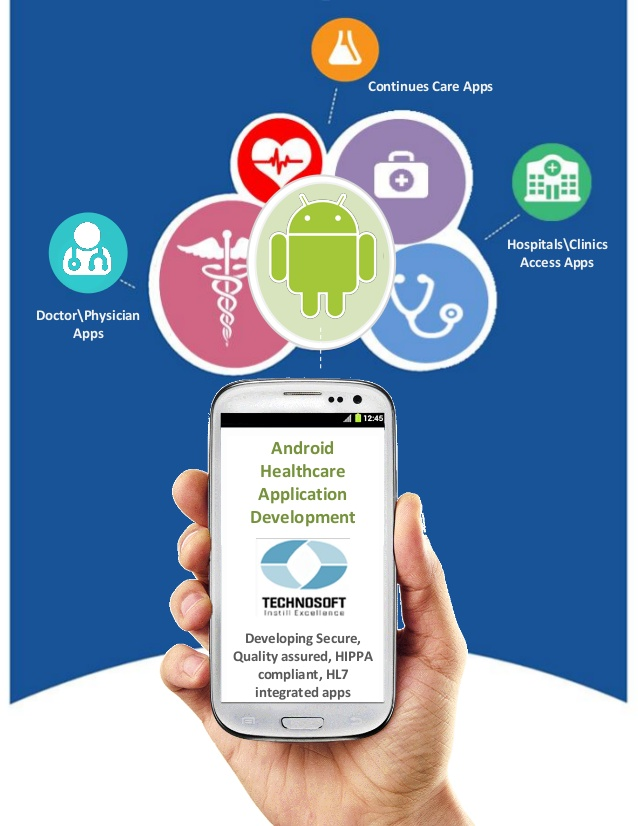 Continues Care Apps
Hospitals\Clinics
Access Apps
Doctor\Physician
Apps
12:45
Android
Healthcare
Application
Development
TECHNOSOFT
Instill Excellence
Developing Secure,
Quality assured, HIPPA
compliant, HL7
integrated apps